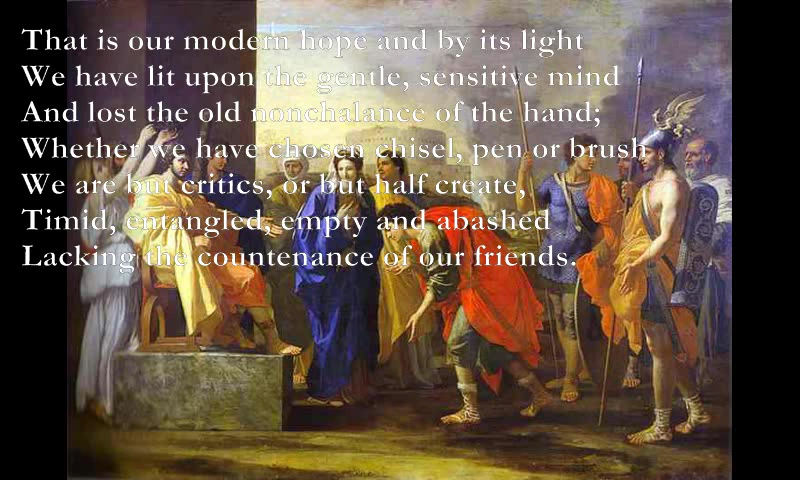 That is our modern hope and by its light
We have lit upon the gentle, sensitive mind
And lost the old nonchalance of the hand;
Whether we have chosen chisel, pen or brush
We are but critics, or but half create,
Timid, entangled, empty and abashed
Lacking the countenance of our friends.